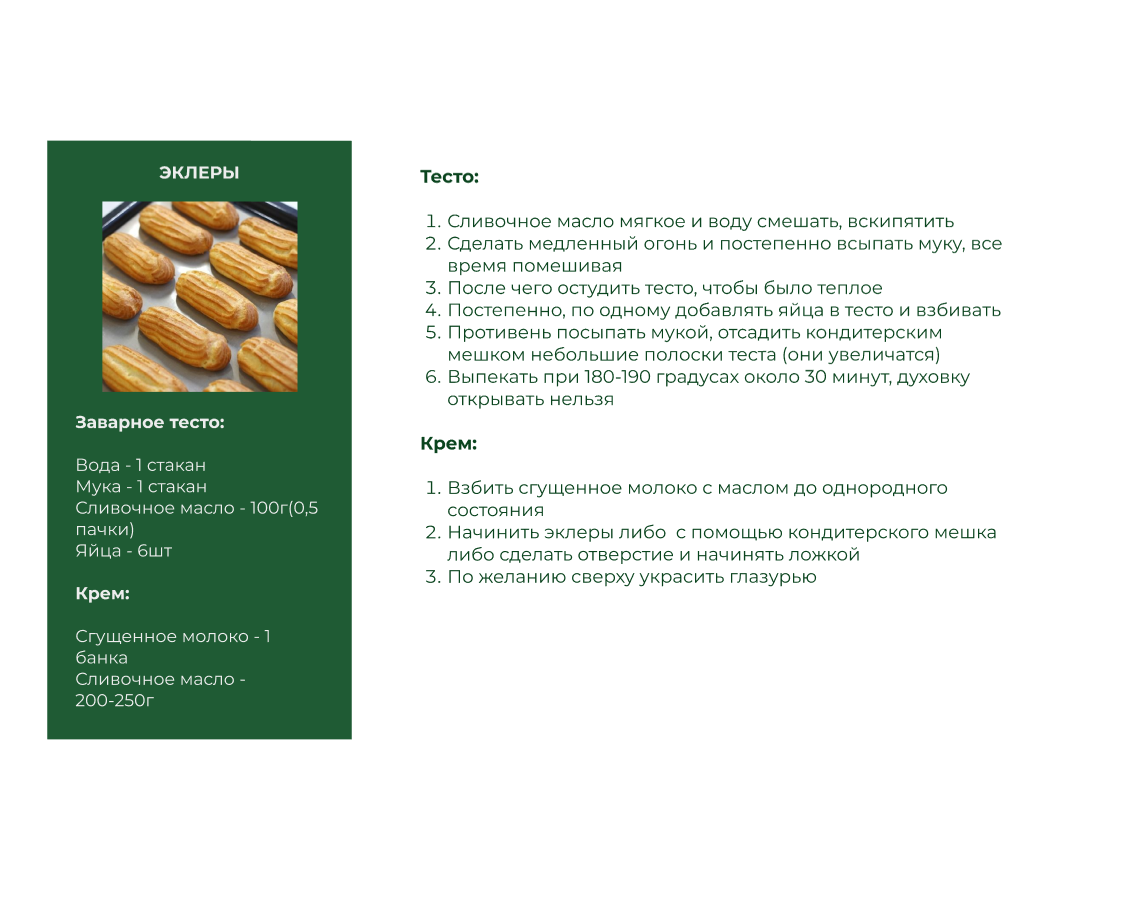 ЭКЛЕРЫ
Заварное тесто:
Вода - 1 стакан
Мука - 1 стакан
Сливочное масло - 100г(0,5
пачки)
Яйца - 6шт
Крем:
Сгущенное молоко - 1
банка
Сливочное масло -
200-250г
Тесто:
1. Сливочное масло мягкое и воду смешать, вскипятить
2. Сделать медленный огонь и постепенно всыпать муку, все
время помешивая
3. После чего остудить тесто, чтобы было теплое
4. Постепенно, по одному добавлять яйца в тесто и взбивать
5. Противень посыпать мукой, отсадить кондитерским
мешком небольшие полоски теста (они увеличатся)
6. Выпекать при 180-190 градусах около 30 минут, духовку
открывать нельзя
Крем:
1. Взбить сгущенное молоко с маслом до однородного
состояния
2. Начинить эклеры либо  с помощью кондитерского мешка
либо сделать отверстие и начинять ложкой
3. По желанию сверху украсить глазурью